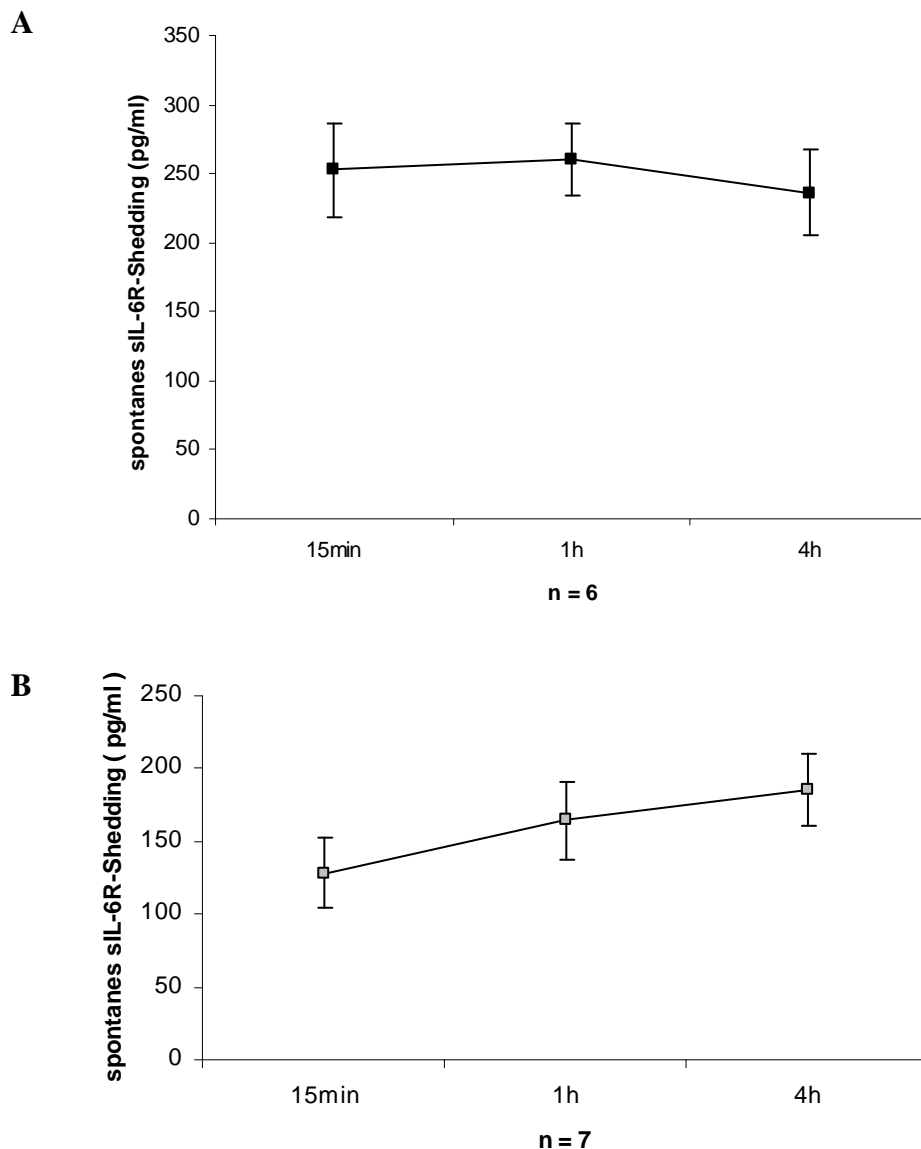 A
350
300
250
200
150
100
50
0
spontanes sIL-6R-Shedding (pg/ml)
15min 1h 4h
n = 6
B
250
200
150
100
50
0
spontanes sIL-6R-Shedding ( pg/ml )
15min 1h 4h
n = 7